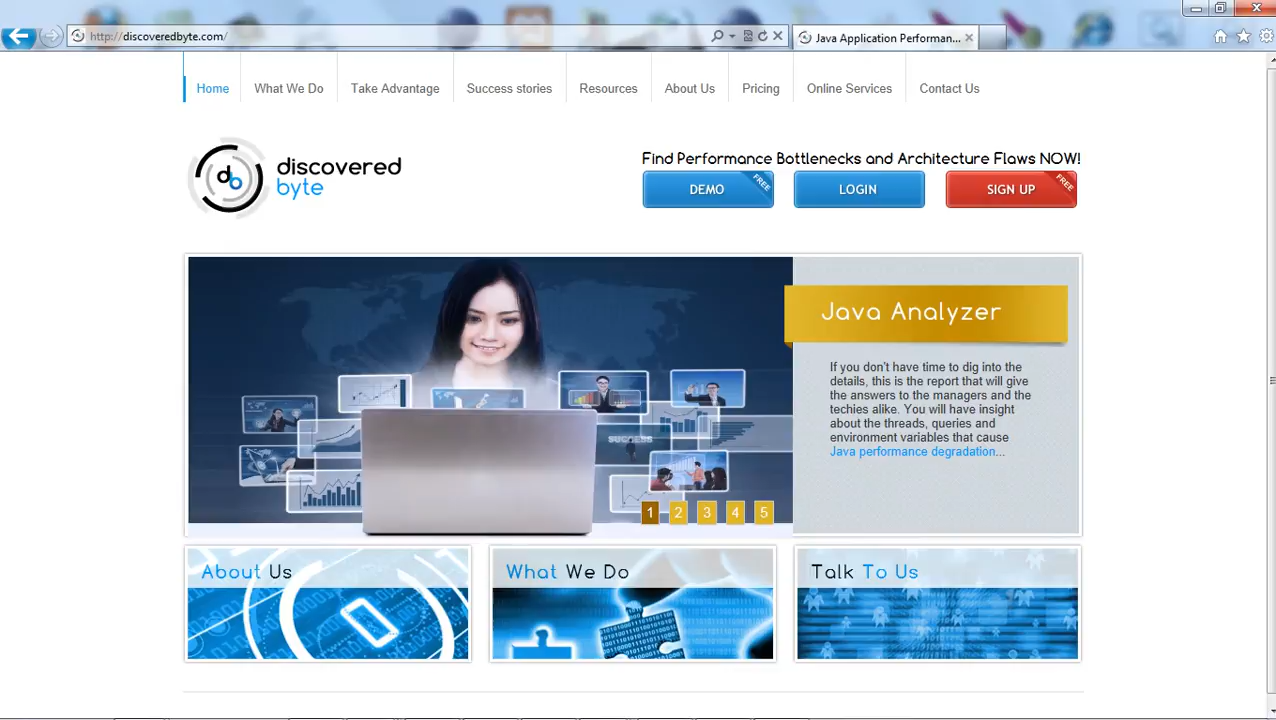 http://discoveredbyte.com/
Java Application Performan...
Home What We Do Take Advantage Success stories Resources About Us Pricing Online Services Contact Us
db
discovered
byte
Find Performance Bottlenecks and Architecture Flaws NOW!
DEMO FREE LOGIN SIGN UP FREE
Java Analyzer
If you don't have time to dig into the
details, this is the report that will give
the answers to the managers and the
techies alike. You will have insight
about the threads, queries and
environment variables that cause
Java performance degradation...
SUCCESS
1 2 3 4 5
About Us
What We Do
Talk To Us